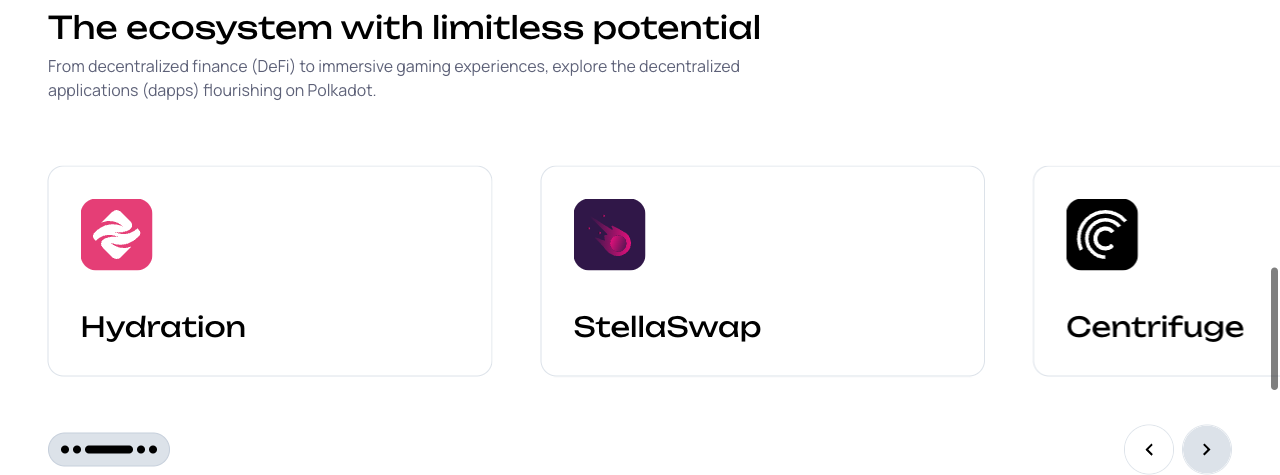 The ecosystem with limitless potential
From decentralized finance (DeFi) to immersive gaming experiences, explore the decentralized
applications (dapps) flourishing on Polkadot.
Hydration
StellaSwap
Centrifuge